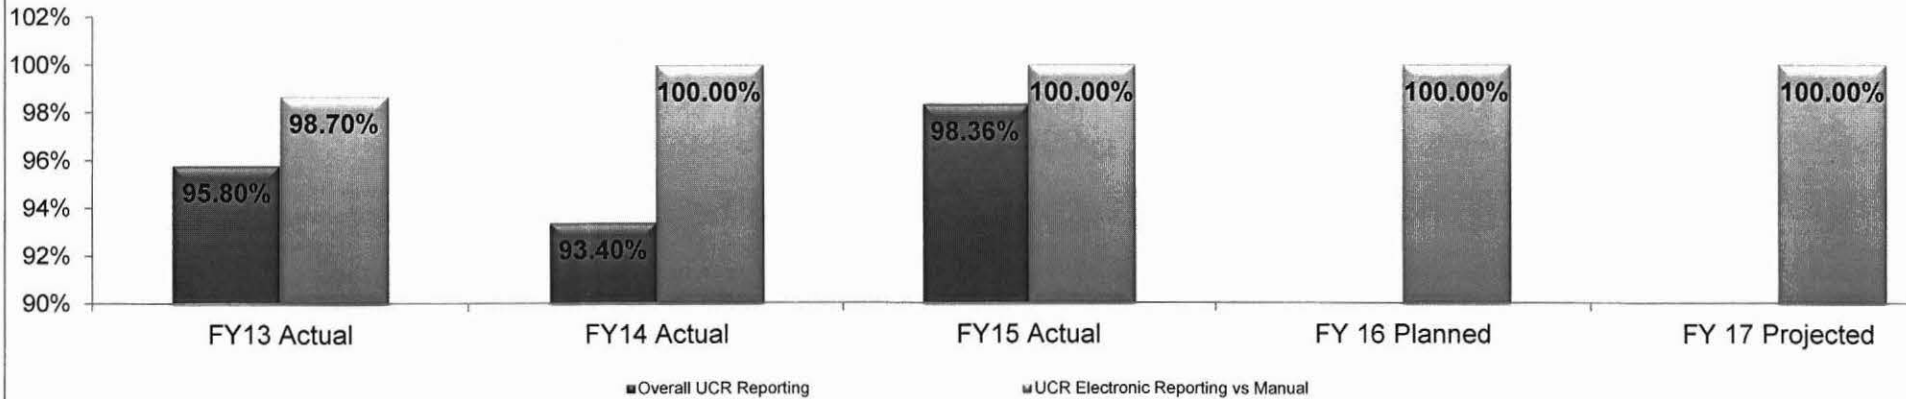 102%
100%
98%
96%
94%
92%
90%
95.80%
98.70%
93.40%
100.00%
98.36%
100.00%
100.00%
100.00%
FY13 Actual
FY14 Actual
FY15 Actual
FY 16 Planned
FY 17 Projected
Overall UCR Reporting
UCR Electronic Reporting vs Manual